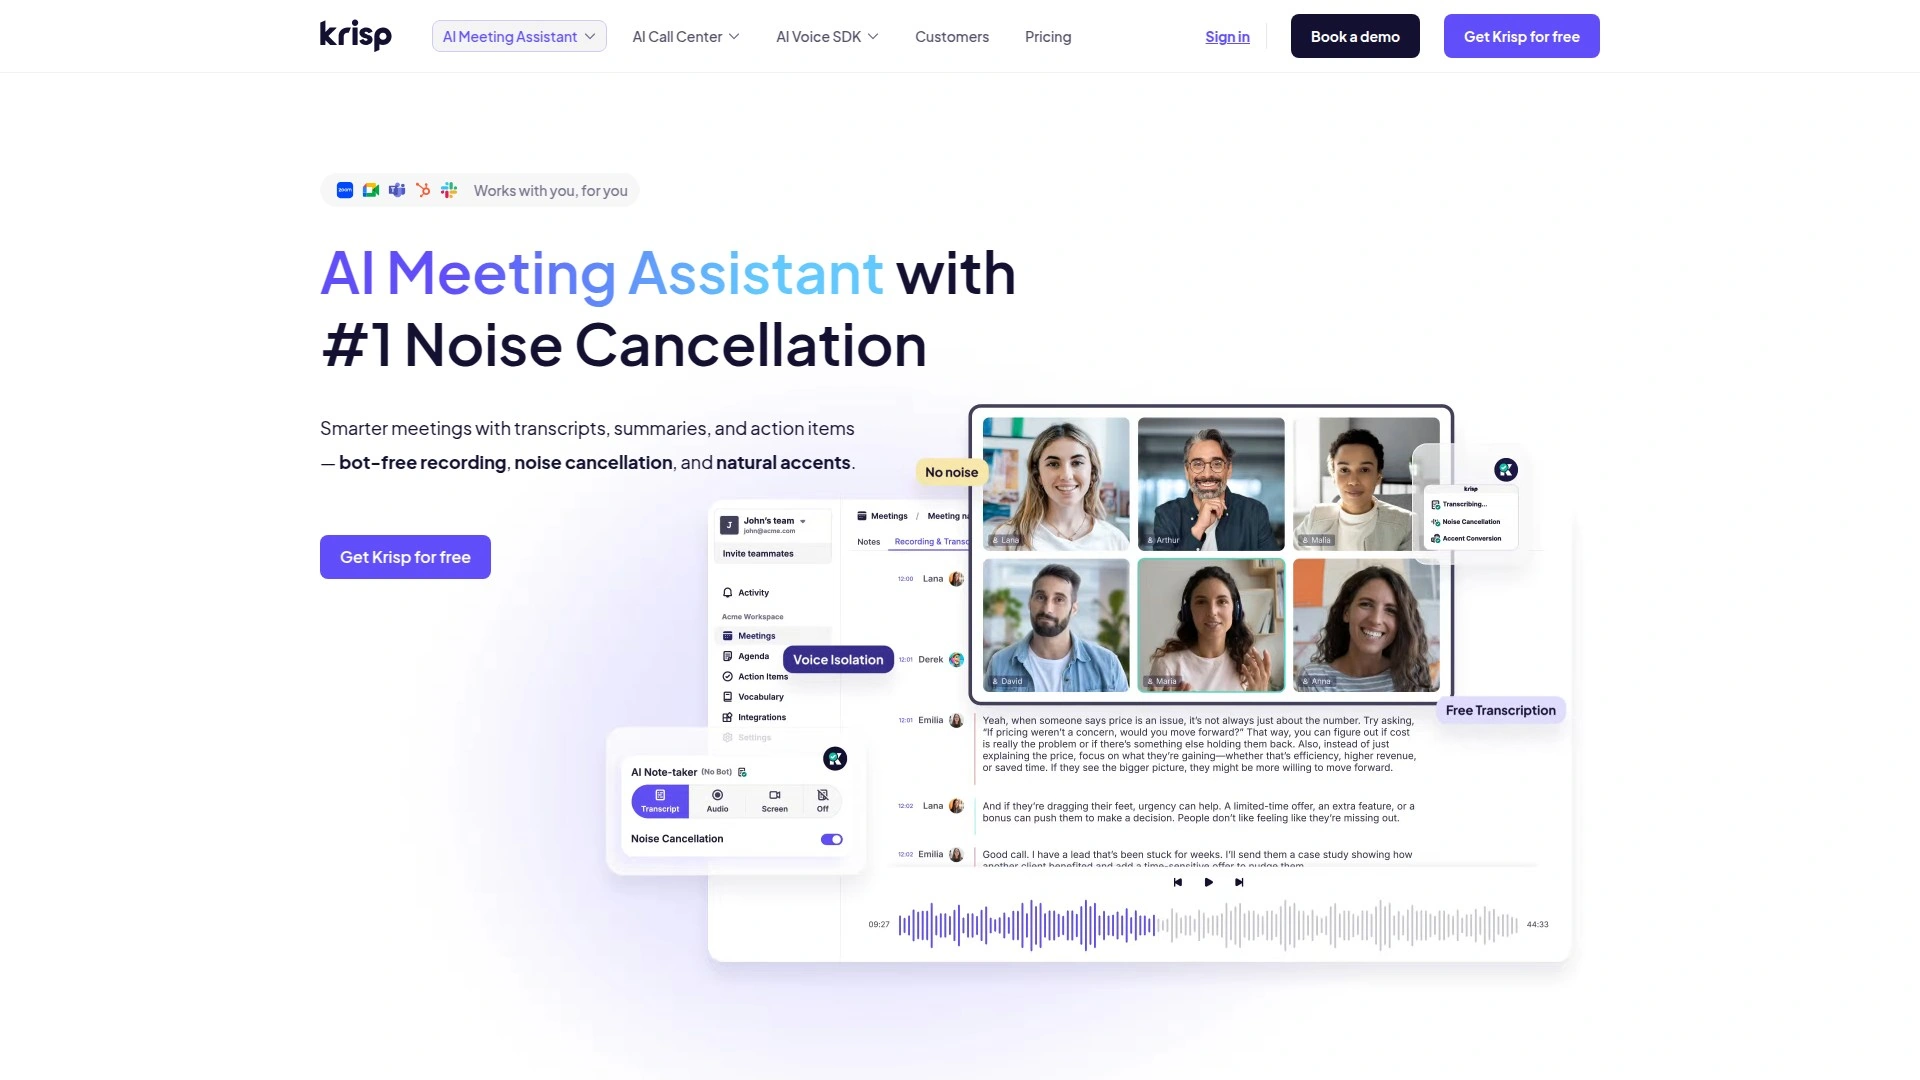 krisp
AI Meeting Assistant
AI Call Center
AI Voice SDK
Customers
Pricing
Sign in
Book a demo
Get Krisp for free
zoom
Works with you, for you
AI Meeting Assistant with
#1 Noise Cancellation
Smarter meetings with transcripts, summaries, and action items
— bot-free recording, noise cancellation, and natural accents.
Get Krisp for free
No noise
Lana
Arthur
Malia
David
Maria
Anna
krisp
Transcribing...
Noise Cancellation
Accent Conversion
J
John's team
john@acme.com
Invite teammates
Activity
Acme Workspace
Meetings
Agenda
Action Items
Vocabulary
Integrations
Settings
Voice Isolation
Meetings / Meeting na
Notes
Recording & Transc
12:00 Lana
12:01 Derek
Free Transcription
12:01 Emilia
Yeah, when someone says price is an issue, it's not always just about the number. Try asking,
"If pricing weren't a concern, would you move forward?" That way, you can figure out if cost
is really the problem or if there's something else holding them back. Also, instead of just
explaining the price, focus on what they're gaining—whether that's efficiency, higher revenue,
or saved time. If they see the bigger picture, they might be more willing to move forward.
12:02 Lana
And if they're dragging their feet, urgency can help. A limited-time offer, an extra feature, or a
bonus can push them to make a decision. People don't like feeling like they're missing out.
12:02 Emilia
Good call. I have a lead that's been stuck for weeks. I'll send them a case study showing how
another client benefited and add a time-sensitive offer to nudge them.
AI Note-taker (No Bot)
Transcript
Audio
Screen
Off
Noise Cancellation
09:27
44:33